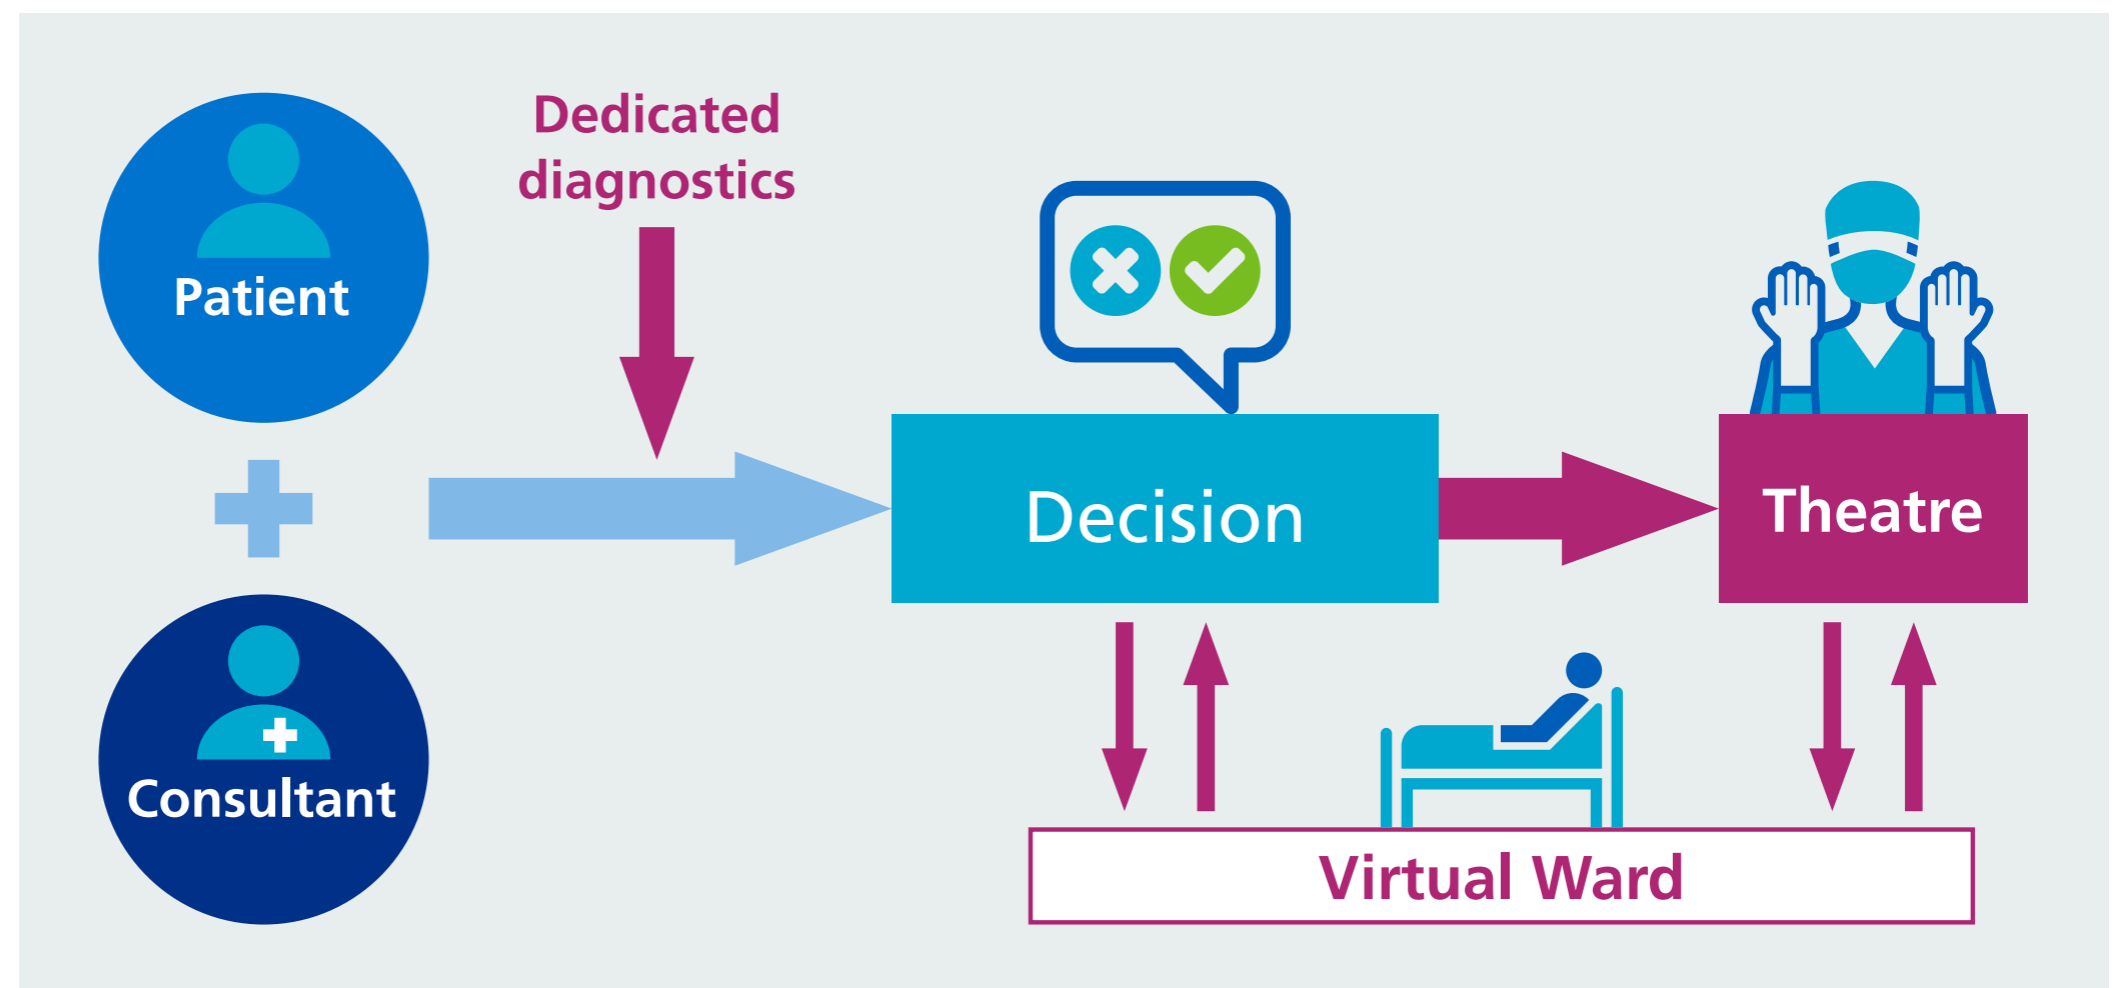 Dedicated
diagnostics
Patient
Consultant
Decision
Theatre
Virtual Ward